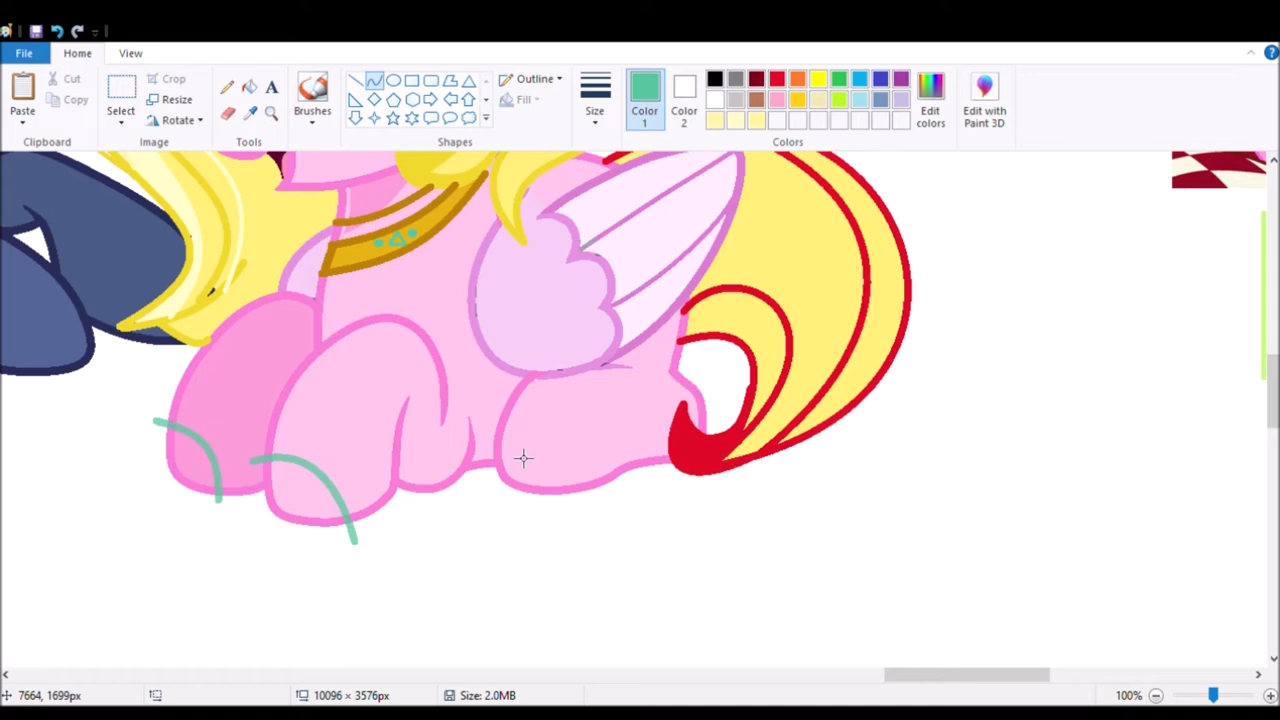 File Home View
Paste Cut Copy Clipboard
Select Crop Resize Rotate Image
Tools
Brushes
Shapes
Outline Fill
Size
Color 1
Color 2
Colors
Edit colors
Edit with Paint 3D
7664, 1699px 10096 × 3576px Size: 2.0MB 100%